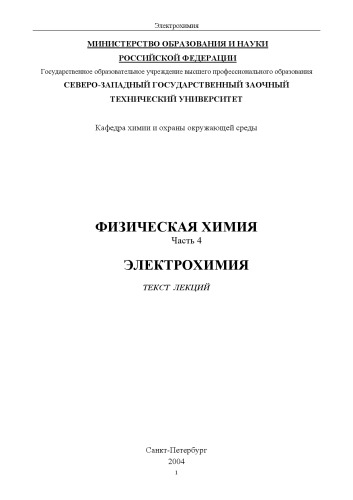 Электрохимия
МИНИСТЕРСТВО ОБРАЗОВАНИЯ И НАУКИ
РОССИЙСКОЙ ФЕДЕРАЦИИ
Государственное образовательное учреждение высшего профессионального образования
СЕВЕРО-ЗАПАДНЫЙ ГОСУДАРСТВЕННЫЙ ЗАОЧНЫЙ
ТЕХНИЧЕСКИЙ УНИВЕРСИТЕТ
Кафедра химии и охраны окружающей среды
ФИЗИЧЕСКАЯ ХИМИЯ
Часть 4
ЭЛЕКТРОХИМИЯ
ТЕКСТ ЛЕКЦИЙ
Санкт-Петербург
2004
1